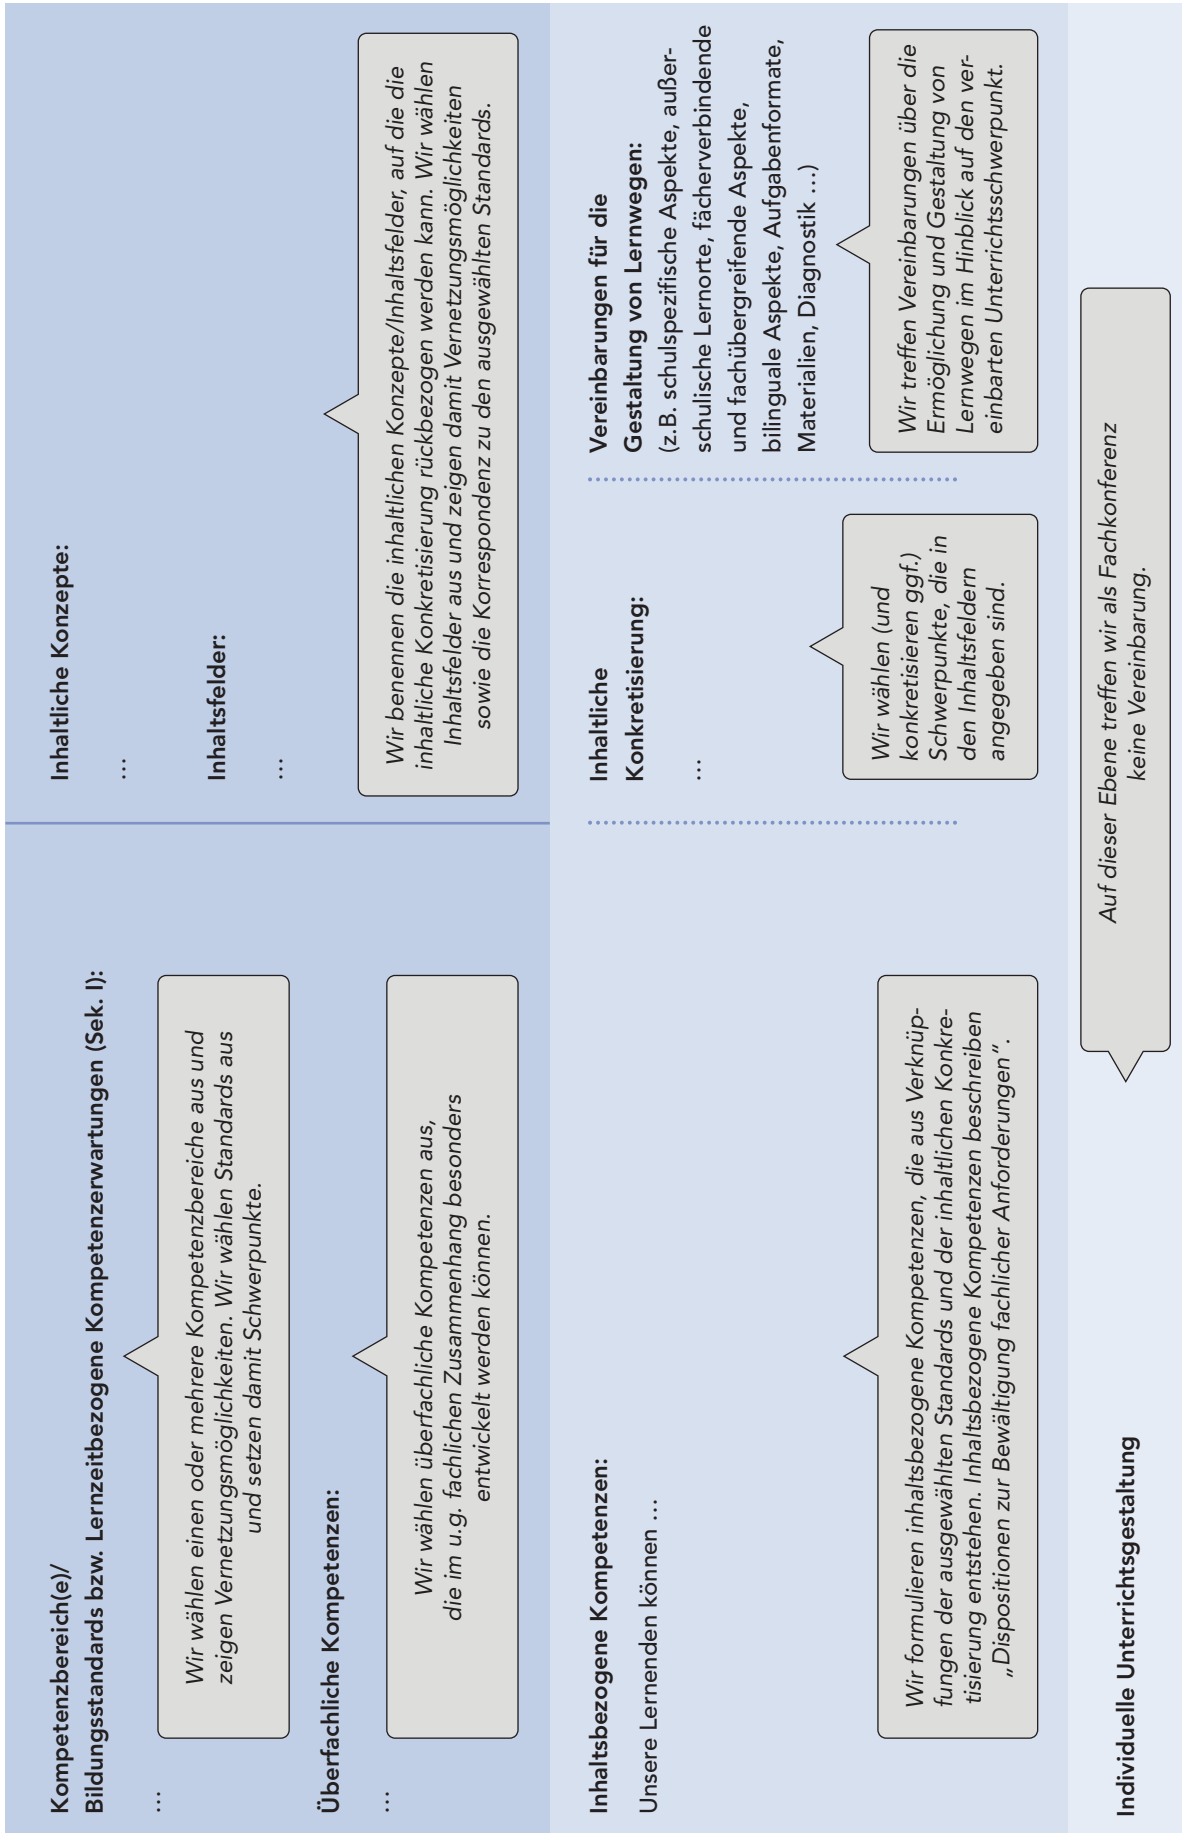 Kompetenzbereich(e)/
Bildungsstandards bzw. Lernzeitbezogene Kompetenzerwartungen (Sek. I):
…
Wir wählen einen oder mehrere Kompetenzbereiche aus und
zeigen Vernetzungsmöglichkeiten. Wir wählen Standards aus
und setzen damit Schwerpunkte.
Überfachliche Kompetenzen:
…
Wir wählen überfachliche Kompetenzen aus,
die im u.g. fachlichen Zusammenhang besonders
entwickelt werden können.
Inhaltliche Konzepte:
…
Inhaltsfelder:
…
Wir benennen die inhaltlichen Konzepte/Inhaltsfelder, auf die die
inhaltliche Konkretisierung rückbezogen werden kann. Wir wählen
Inhaltsfelder aus und zeigen damit Vernetzungsmöglichkeiten
sowie die Korrespondenz zu den ausgewählten Standards.
Inhaltsbezogene Kompetenzen:
Unsere Lernenden können …
Wir formulieren inhaltsbezogene Kompetenzen, die aus Verknüp-
fungen der ausgewählten Standards und der inhaltlichen Konkre-
tisierung entstehen. Inhaltsbezogene Kompetenzen beschreiben
„Dispositionen zur Bewältigung fachlicher Anforderungen“.
Inhaltliche
Konkretisierung:
…
Wir wählen (und
konkretisieren ggf.)
Schwerpunkte, die in
den Inhaltsfeldern
angegeben sind.
Vereinbarungen für die
Gestaltung von Lernwegen:
(z.B. schulspezifische Aspekte, außer-
schulische Lernorte, fächerverbindende
und fachübergreifende Aspekte,
bilinguale Aspekte, Aufgabenformate,
Materialien, Diagnostik …)
Wir treffen Vereinbarungen über die
Ermöglichung und Gestaltung von
Lernwegen im Hinblick auf den ver-
einbarten Unterrichtsschwerpunkt.
Individuelle Unterrichtsgestaltung
Auf dieser Ebene treffen wir als Fachkonferenz
keine Vereinbarung.